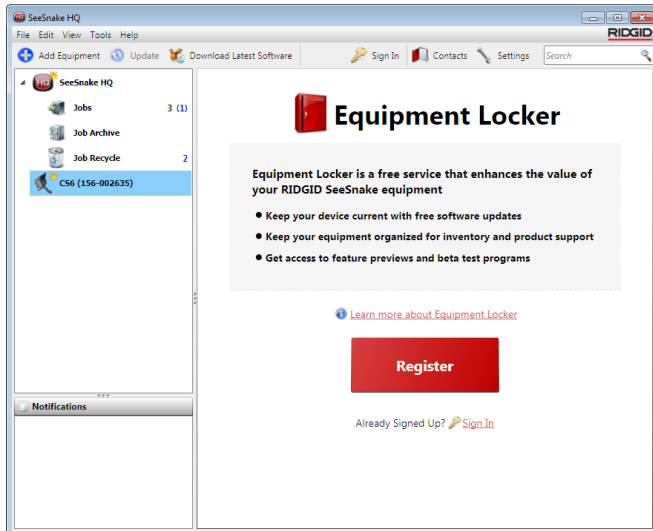 SeeSnake HQ
File Edit View Tools Help
RIDGID
Add Equipment Update Download Latest Software Sign In Contacts Settings Search
HQ SeeSnake HQ
Jobs 3 (1)
Job Archive
Job Recycle 2
CS6 (156-002635)
Equipment Locker
Equipment Locker is a free service that enhances the value of
your RIDGID SeeSnake equipment
• Keep your device current with free software updates
• Keep your equipment organized for inventory and product support
• Get access to feature previews and beta test programs
Learn more about Equipment Locker
Register
Already Signed Up? Sign In
Notifications